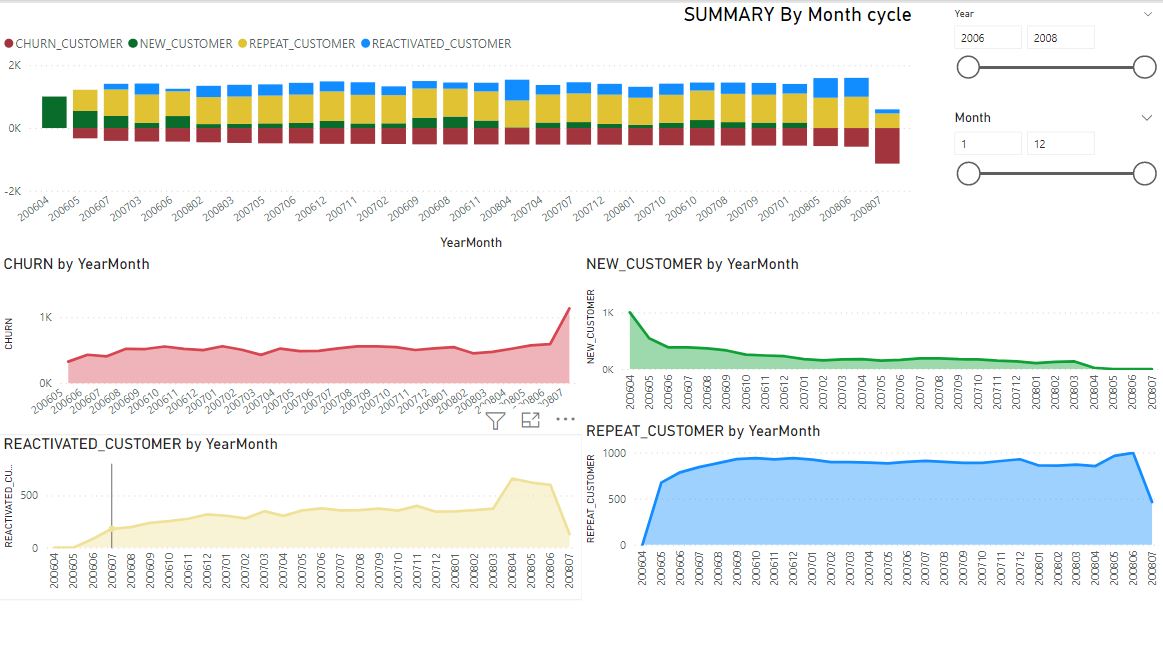 SUMMARY By Month cycle
CHURN_CUSTOMER NEW_CUSTOMER REPEAT_CUSTOMER REACTIVATED_CUSTOMER
2K
0K
-2K
200604 200605 200607 200703 200606 200802 200803 200705 200706 200612 200711 200702 200609 200608 200611 200804 200704 200707 200712 200801 200710 200610 200708 200709 200701 200805 200806 200807
YearMonth
Year
2006 2008
Month
1 12
CHURN by YearMonth
CHURN
1K
0K
200605 200606 200607 200608 200609 200610 200611 200612 200701 200702 200703 200704 200705 200706 200707 200708 200709 200710 200711 200712 200801 200802
NEW_CUSTOMER by YearMonth
NEW_CUSTOMER
1K
0K
200604 200605 200606 200607 200608 200609 200610 200611 200612 200701 200702 200703 200704 200705 200706 200707 200708 200709 200710 200711 200712 200801 200802 200803 200804 200805 200806 200807
REACTIVATED_CUSTOMER by YearMonth
REACTIVATED_CU...
500
0
200604 200605 200606 200607 200608 200609 200610 200611 200612 200701 200702 200703 200704 200705 200706 200707 200708 200709 200710 200711 200712 200801 200802 200803 200804 200805 200806 200807
REPEAT_CUSTOMER by YearMonth
REPEAT_CUSTOMER
1000
500
0
200604 200605 200606 200607 200608 200609 200610 200611 200612 200701 200702 200703 200704 200705 200706 200707 200708 200709 200710 200711 200712 200801 200802 200803 200804 200805 200806 200807